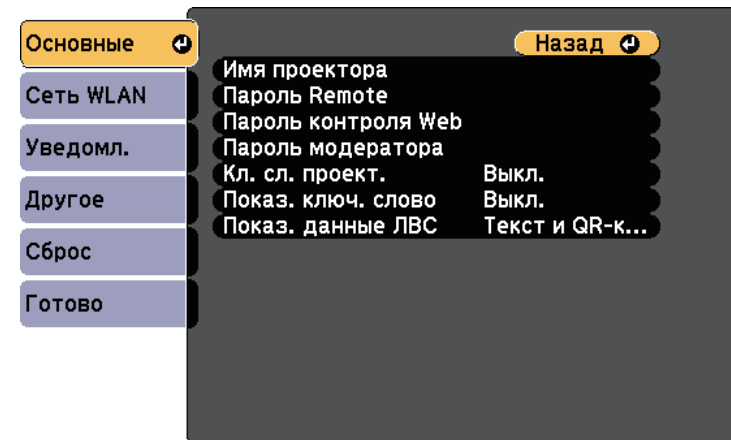 Основные
Сеть WLAN
Уведомл.
Другое
Сброс
Готово
Назад
Имя проектора
Пароль Remote
Пароль контроля Web
Пароль модератора
Кл. сл. проект. Выкл.
Показ. ключ. слово Выкл.
Показ. данные ЛВС Текст и QR-к...